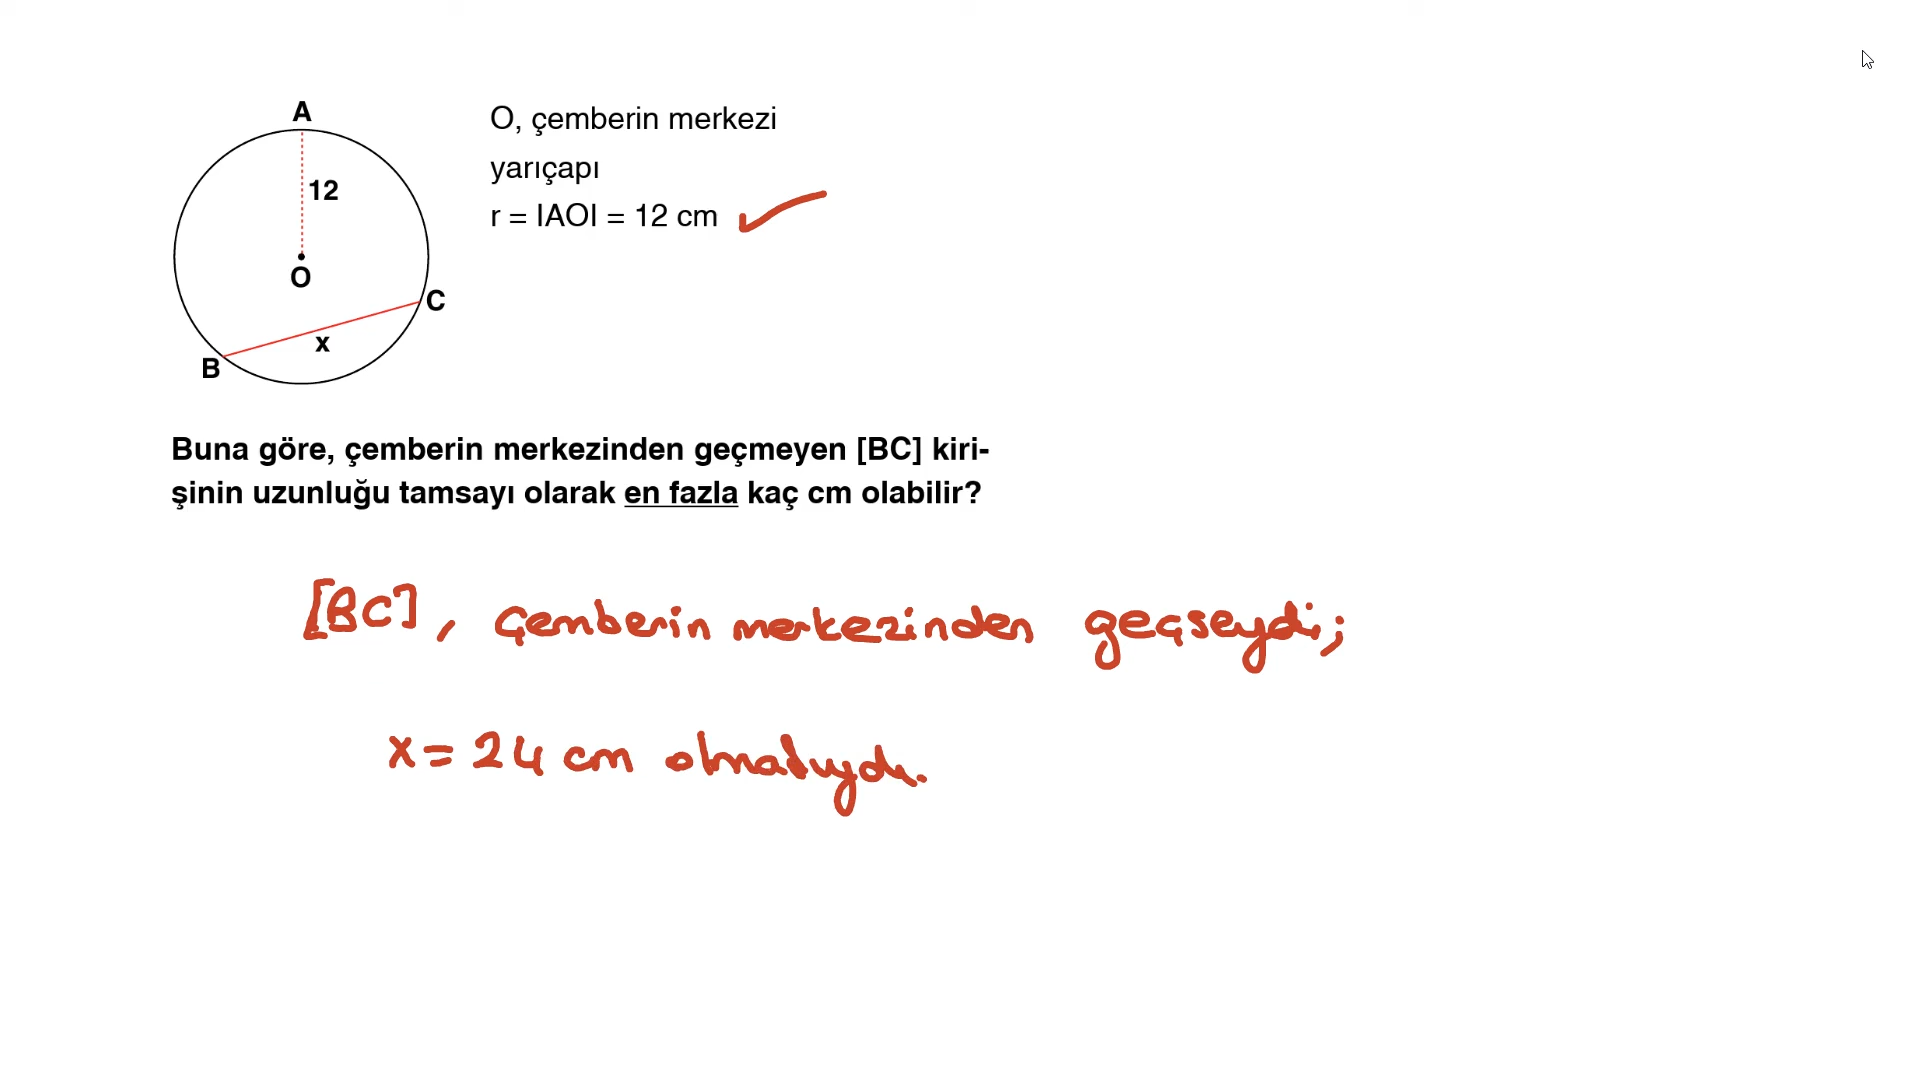 A
12
O
C
x
B
O, çemberin merkezi
yarıçapı
r = IAOI = 12 cm
Buna göre, çemberin merkezinden geçmeyen [BC] kiri-
şinin uzunluğu tamsayı olarak en fazla kaç cm olabilir?
[BC], çemberin merkezinden geçseydi;
x = 24 cm olmalıydı.